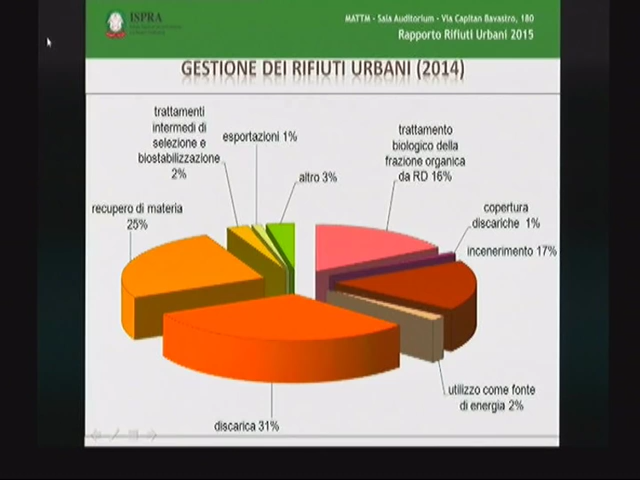 ISPRA
MATTM - Sala Auditorium - Via Capitan Bavastro, 180
Rapporto Rifiuti Urbani 2015
GESTIONE DEI RIFIUTI URBANI (2014)
trattamenti
intermedi di
selezione e
biostabilizzazione
2%
esportazioni 1%
altro 3%
trattamento
biologico della
frazione organica
da RD 16%
recupero di materia
25%
copertura
discariche 1%
incenerimento 17%
utilizzo come fonte
di energia 2%
discarica 31%